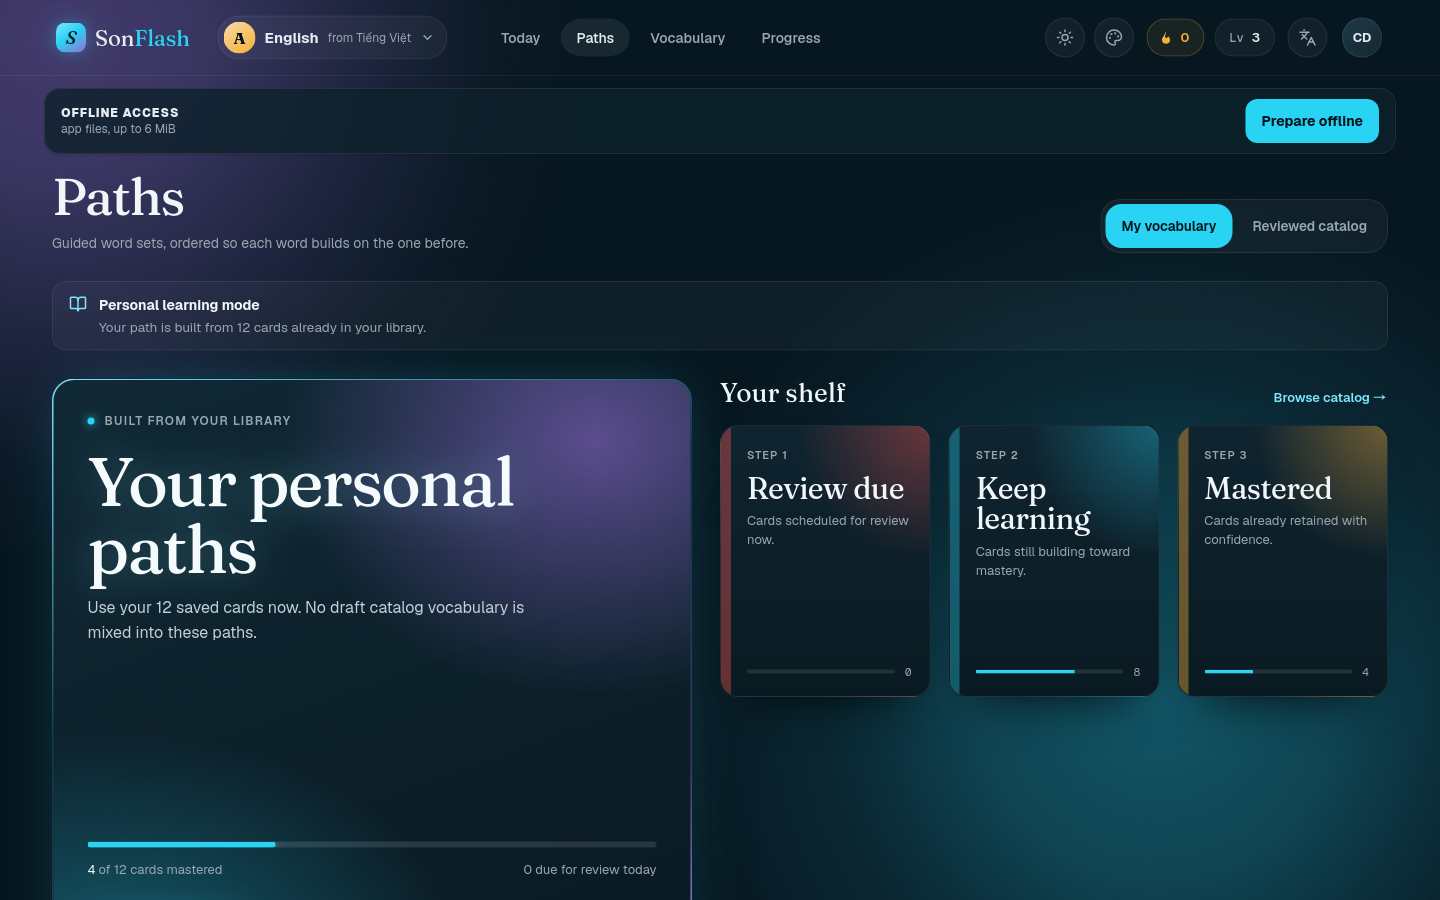 S SonFlash
A English from Tiếng Việt
Today
Paths
Vocabulary
Progress
0
Lv 3
CD
OFFLINE ACCESS
app files, up to 6 MiB
Prepare offline
Paths
Guided word sets, ordered so each word builds on the one before.
My vocabulary
Reviewed catalog
Personal learning mode
Your path is built from 12 cards already in your library.
BUILT FROM YOUR LIBRARY
Your personal
paths
Use your 12 saved cards now. No draft catalog vocabulary is
mixed into these paths.
4 of 12 cards mastered
0 due for review today
Your shelf
Browse catalog →
STEP 1
Review due
Cards scheduled for review
now.
0
STEP 2
Keep
learning
Cards still building toward
mastery.
8
STEP 3
Mastered
Cards already retained with
confidence.
4